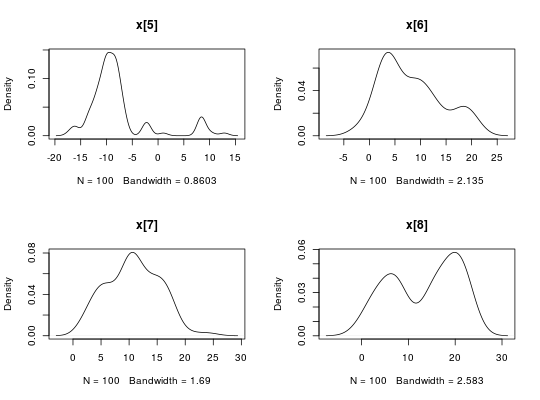 x[5]
x[6]
Density
0.00
0.10
-20 -15 -10 -5 0 5 10 15
N = 100 Bandwidth = 0.8603
Density
0.00
0.04
-5 0 5 10 15 20 25
N = 100 Bandwidth = 2.135
x[7]
x[8]
Density
0.00
0.04
0.08
0 5 10 15 20 25 30
N = 100 Bandwidth = 1.69
Density
0.00
0.03
0.06
0 10 20 30
N = 100 Bandwidth = 2.583